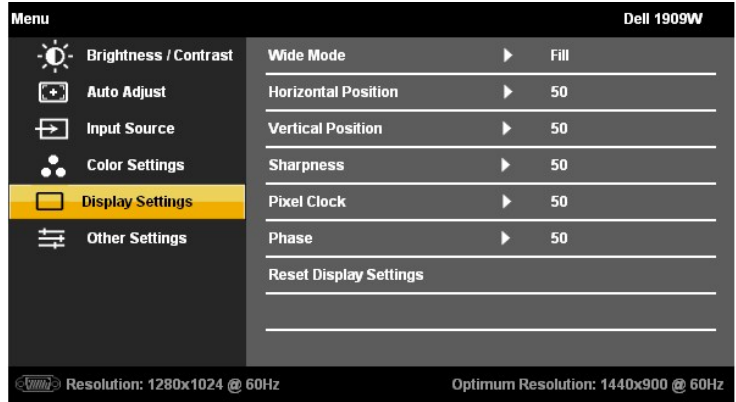 Menu Dell 1909W
Brightness / Contrast
Auto Adjust
Input Source
Color Settings
Display Settings
Other Settings
Wide Mode Fill
Horizontal Position 50
Vertical Position 50
Sharpness 50
Pixel Clock 50
Phase 50
Reset Display Settings
Resolution: 1280x1024 @ 60Hz Optimum Resolution: 1440x900 @ 60Hz